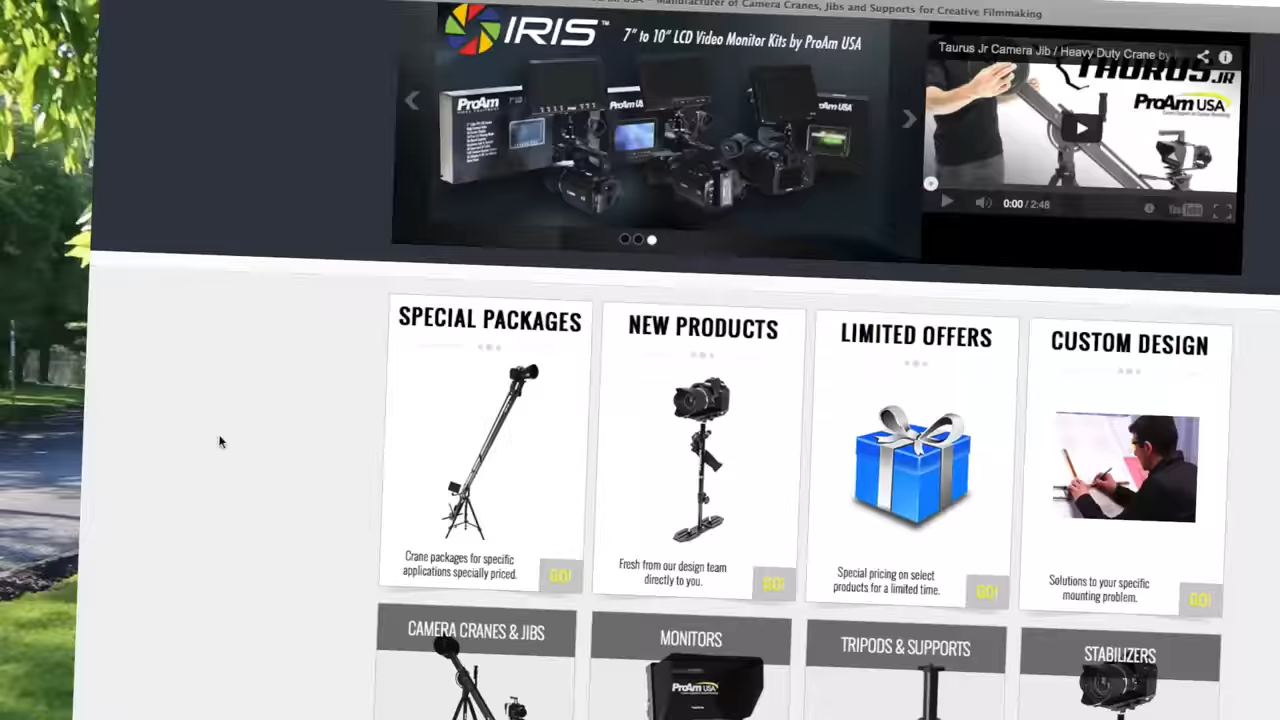 Manufacturer of Camera Cranes, Jibs and Supports for Creative Filmmaking
IRIS™ 7" to 10" LCD Video Monitor Kits by ProAm USA
Taurus Jr Camera Jib / Heavy Duty Crane by
TAURUS JR
ProAm USA
ProAm
ProAm
0:00 / 2:48
YouTube
SPECIAL PACKAGES
NEW PRODUCTS
LIMITED OFFERS
CUSTOM DESIGN
Crane packages for specific
applications specially priced.
GO!
Fresh from our design team
directly to you.
GO!
Special pricing on select
products for a limited time.
GO!
Solutions to your specific
mounting problem.
GO!
CAMERA CRANES & JIBS
MONITORS
TRIPODS & SUPPORTS
STABILIZERS
ProAm USA